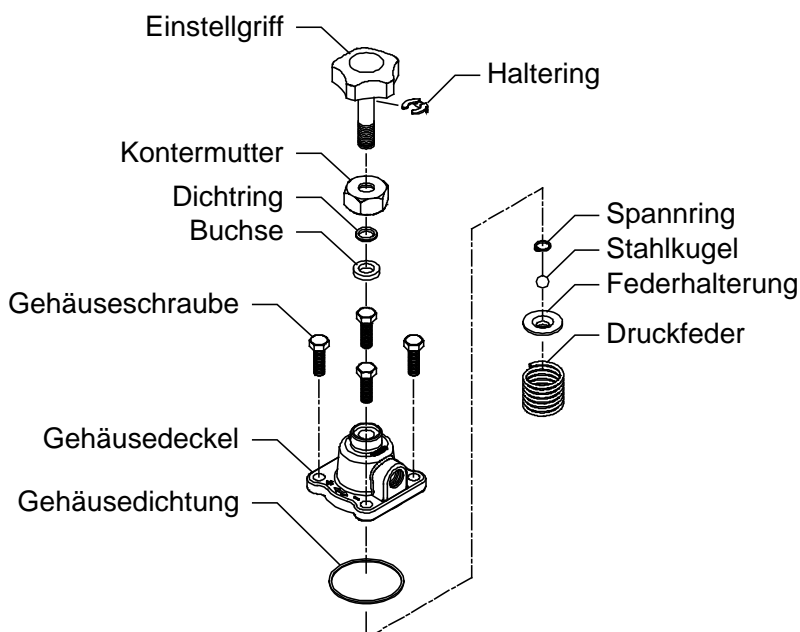 Einstellgriff
Haltering
Kontermutter
Dichtring
Buchse
Gehäuseschraube
Gehäusedeckel
Gehäusedichtung
Spannring
Stahlkugel
Federhalterung
Druckfeder